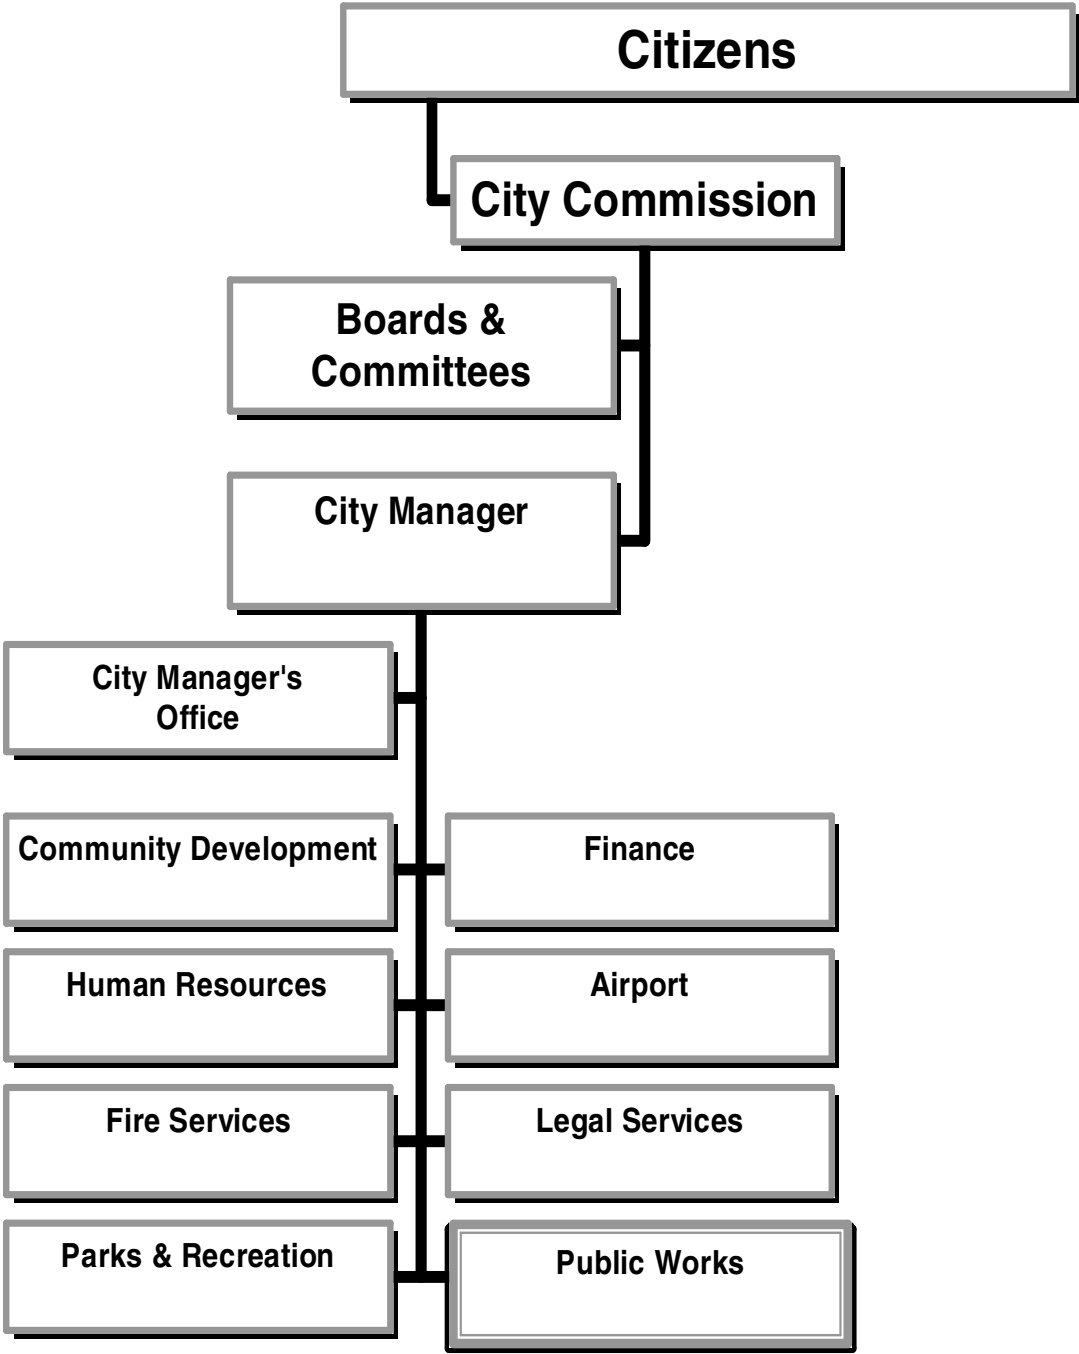 Citizens
City Commission
Boards &
Committees
City Manager
City Manager's
Office
Community Development
Finance
Human Resources
Airport
Fire Services
Legal Services
Parks & Recreation
Public Works